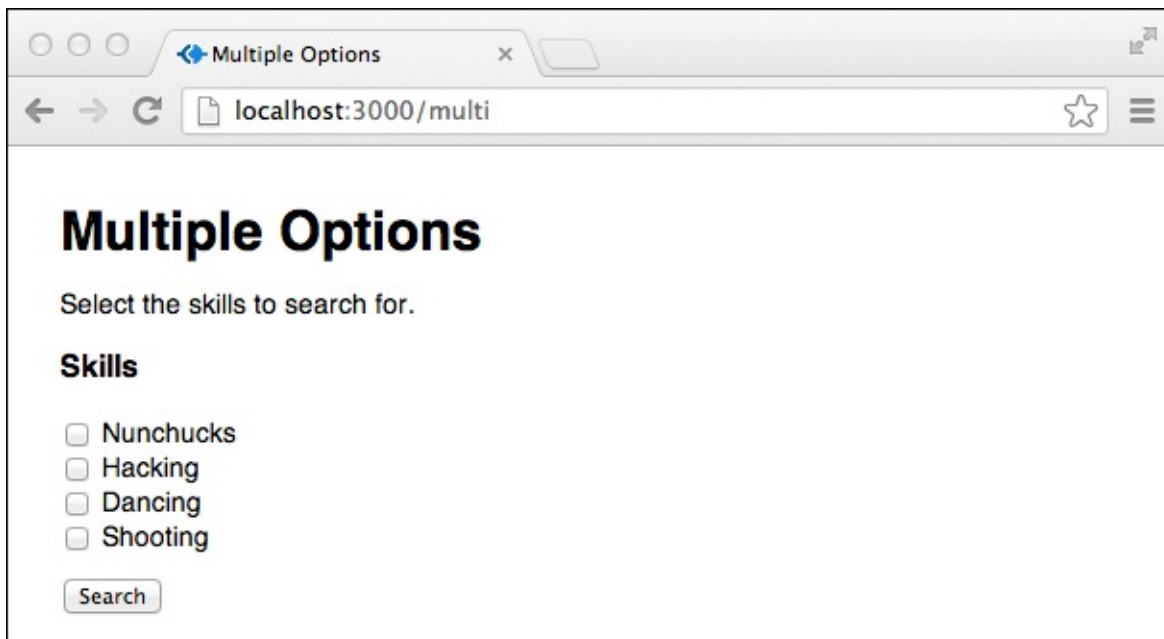 Multiple Options
localhost:3000/multi
Multiple Options
Select the skills to search for.
Skills
Nunchucks
Hacking
Dancing
Shooting
Search